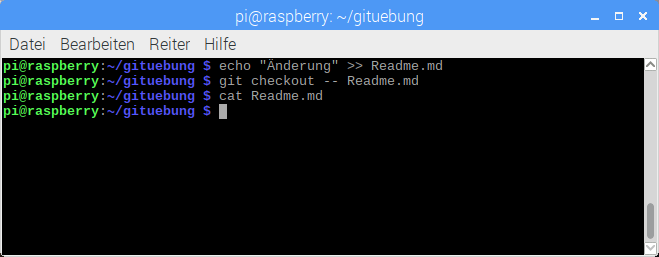 pi@raspberry: ~/gituebung
Datei Bearbeiten Reiter Hilfe
pi@raspberry:~/gituebung $ echo "Änderung" >> Readme.md
pi@raspberry:~/gituebung $ git checkout -- Readme.md
pi@raspberry:~/gituebung $ cat Readme.md
pi@raspberry:~/gituebung $